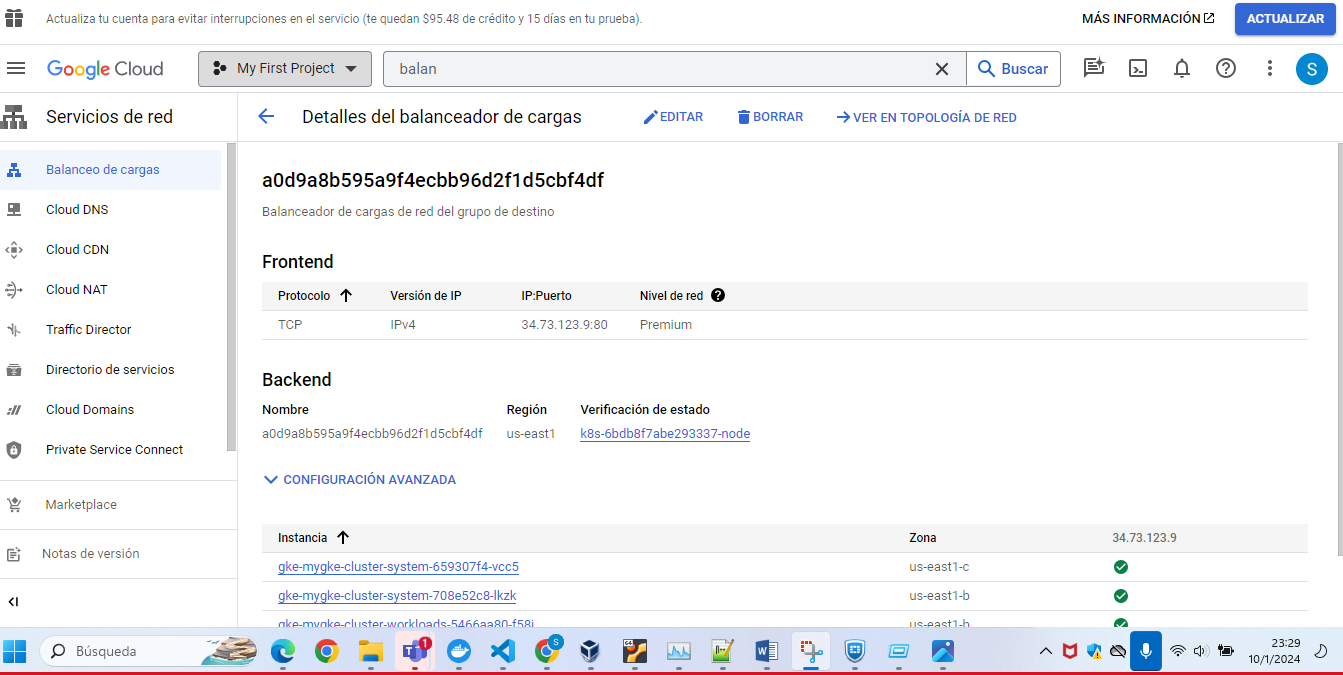 Actualiza tu cuenta para evitar interrupciones en el servicio (te quedan $95.48 de crédito y 15 días en tu prueba).
MÁS INFORMACIÓN
ACTUALIZAR
Google Cloud
My First Project
balan
Buscar
S
Servicios de red
Detalles del balanceador de cargas
EDITAR
BORRAR
VER EN TOPOLOGÍA DE RED
Balanceo de cargas
Cloud DNS
Cloud CDN
Cloud NAT
Traffic Director
Directorio de servicios
Cloud Domains
Private Service Connect
Marketplace
Notas de versión
a0d9a8b595a9f4ecbb96d2f1d5cbf4df
Balanceador de cargas de red del grupo de destino
Frontend
Protocolo Versión de IP IP:Puerto Nivel de red
TCP IPv4 34.73.123.9:80 Premium
Backend
Nombre Región Verificación de estado
a0d9a8b595a9f4ecbb96d2f1d5cbf4df us-east1 k8s-6bdb8f7abe293337-node
CONFIGURACIÓN AVANZADA
Instancia Zona 34.73.123.9
gke-mygke-cluster-system-659307f4-vcc5 us-east1-c
gke-mygke-cluster-system-708e52c8-lkzk us-east1-b
gke-mygke-cluster-workloads-5466aa80-f58j us-east1-b
Búsqueda
1
S
23:29
10/1/2024